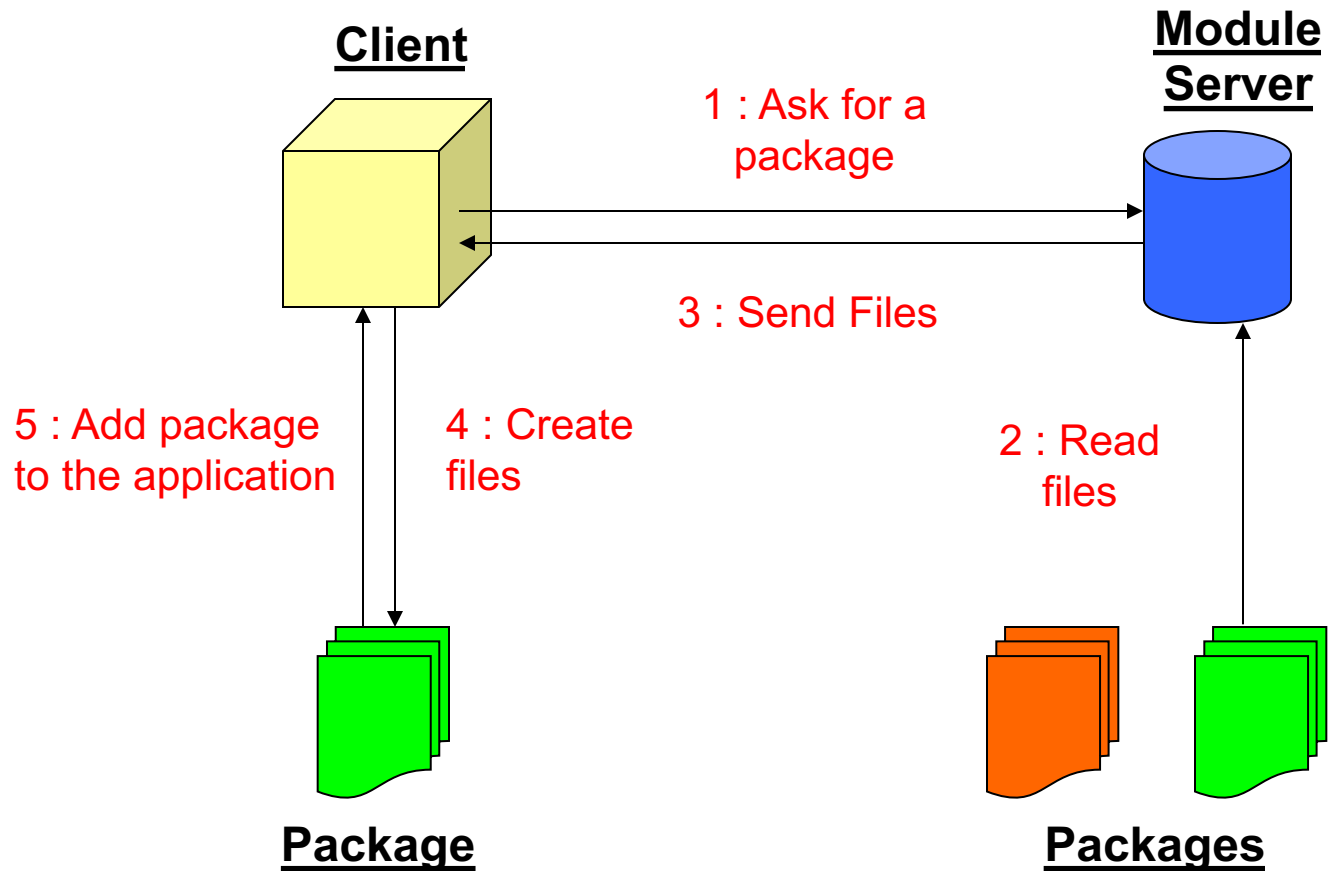 Client
Module
Server
1 : Ask for a
package
3 : Send Files
5 : Add package
to the application
4 : Create
files
2 : Read
files
Package
Packages